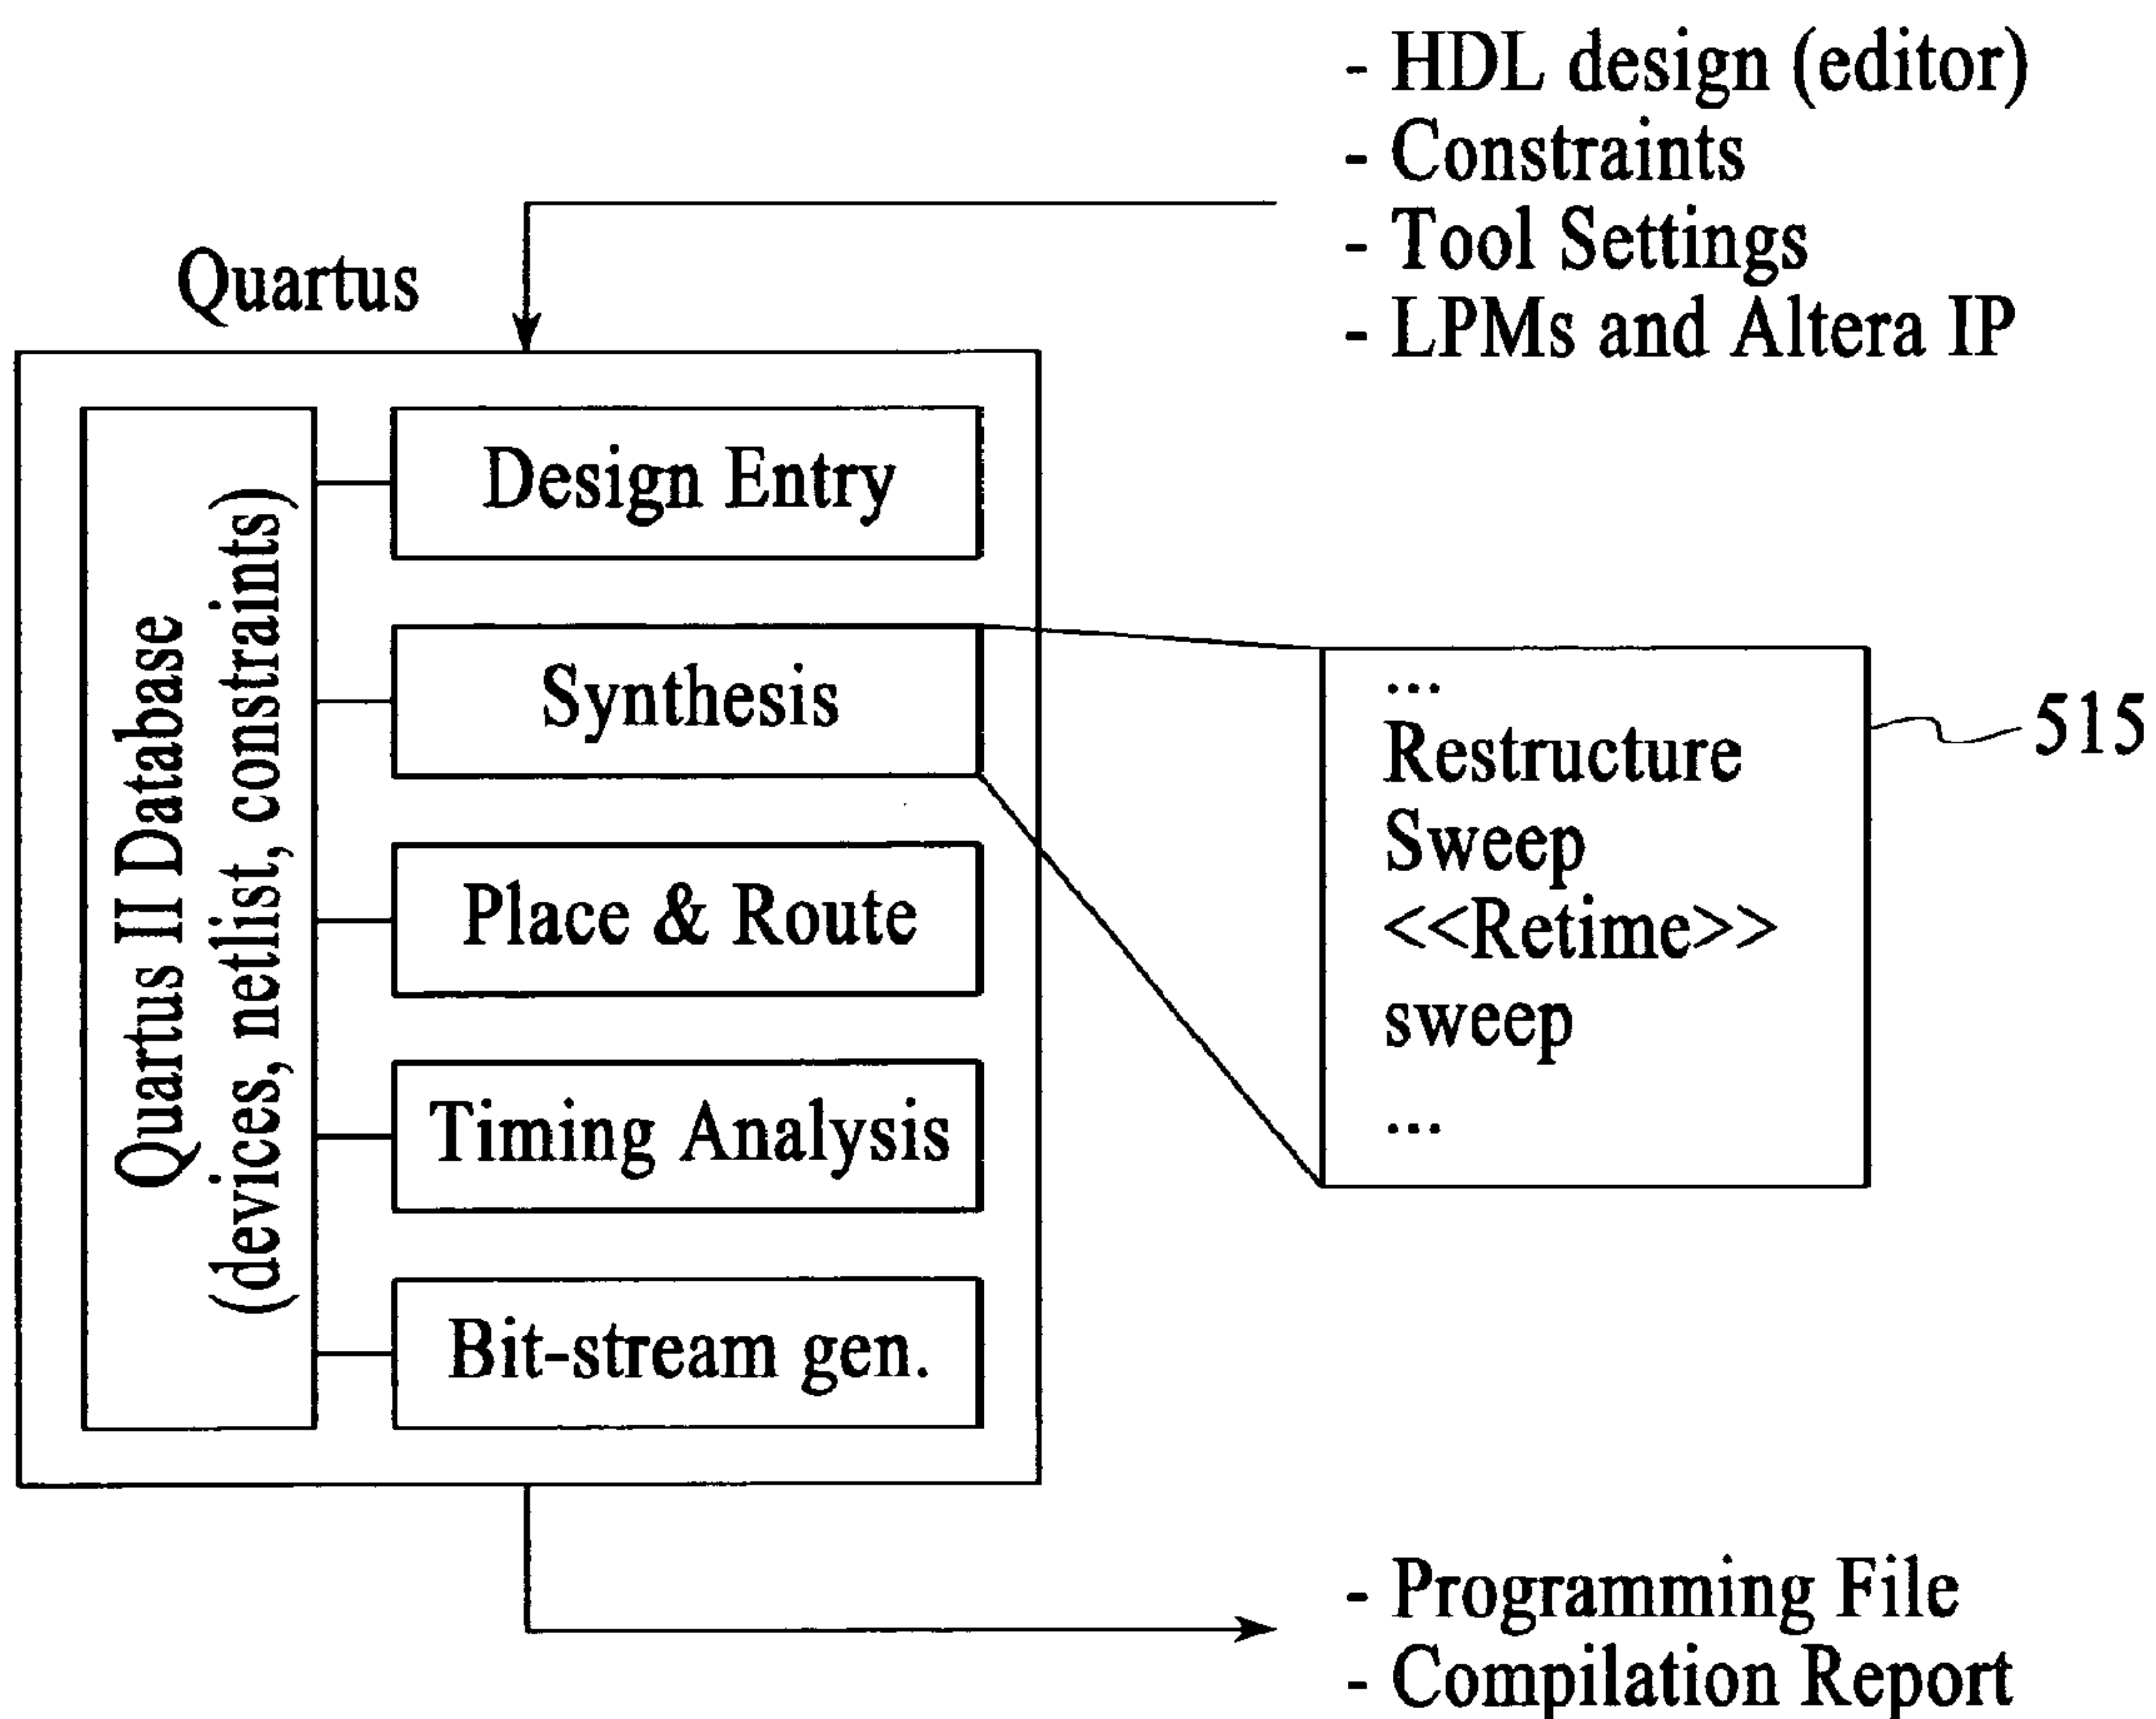 - HDL design (editor)
- Constraints
- Tool Settings
- LPMs and Altera IP
Quartus
Quartus II Database
(devices, netlist, constraints)
Design Entry
Synthesis
Place & Route
Timing Analysis
Bit-stream gen.
...
Restructure
Sweep
<<Retime>>
sweep
...
515
- Programming File
- Compilation Report